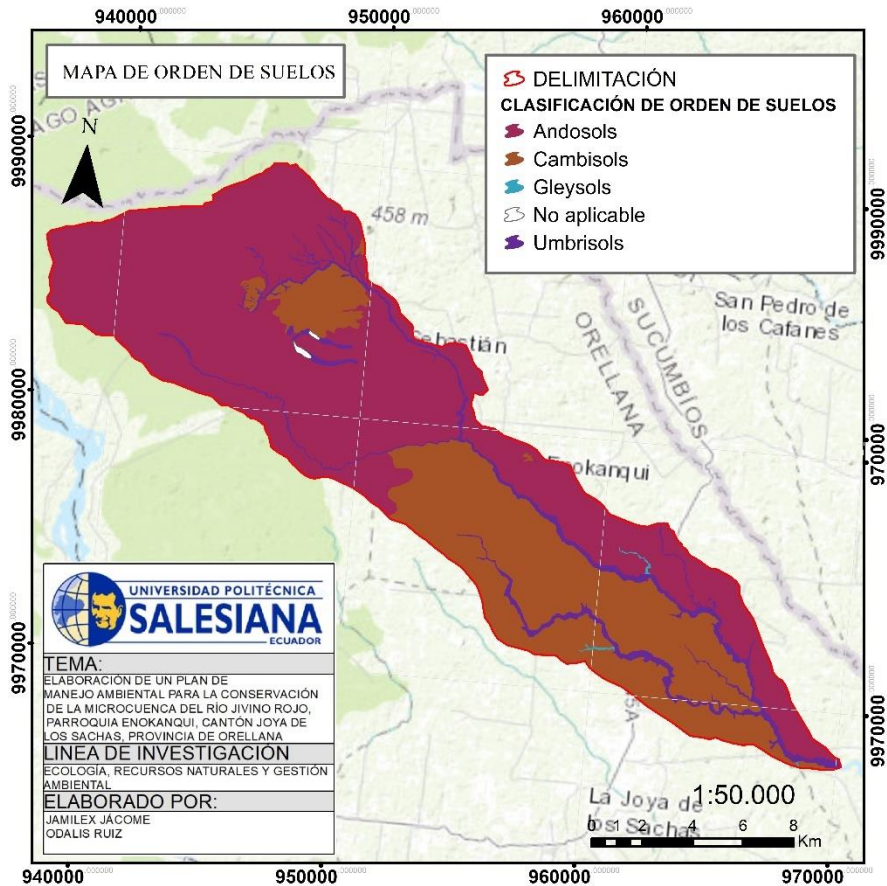 940000
950000
960000
MAPA DE ORDEN DE SUELOS
N
AGO AG
458 m
DELIMITACIÓN
CLASIFICACIÓN DE ORDEN DE SUELOS
Andosols
Cambisols
Gleysols
No aplicable
Umbrisols
9990000
9990000
San Pedro de
los Cafanes
SUCUMBÍOS
ORELLANA
ebastián
9980000
9970000
Enokanqui
UNIVERSIDAD POLITÉCNICA
SALESIANA
ECUADOR
TEMA:
ELABORACIÓN DE UN PLAN DE
MANEJO AMBIENTAL PARA LA CONSERVACIÓN
DE LA MICROCUENCA DEL RÍO JIVINO ROJO,
PARROQUIA ENOKANQUI, CANTÓN JOYA DE
LOS SACHAS, PROVINCIA DE ORELLANA
LINEA DE INVESTIGACIÓN
ECOLOGÍA, RECURSOS NATURALES Y GESTIÓN
AMBIENTAL
ELABORADO POR:
JAMILEX JÁCOME
ODALIS RUIZ
9970000
9970000
45A
La Joya de
los Sachas
1:50.000
0 1 2 4 6 8
Km
940000
950000
960000
970000